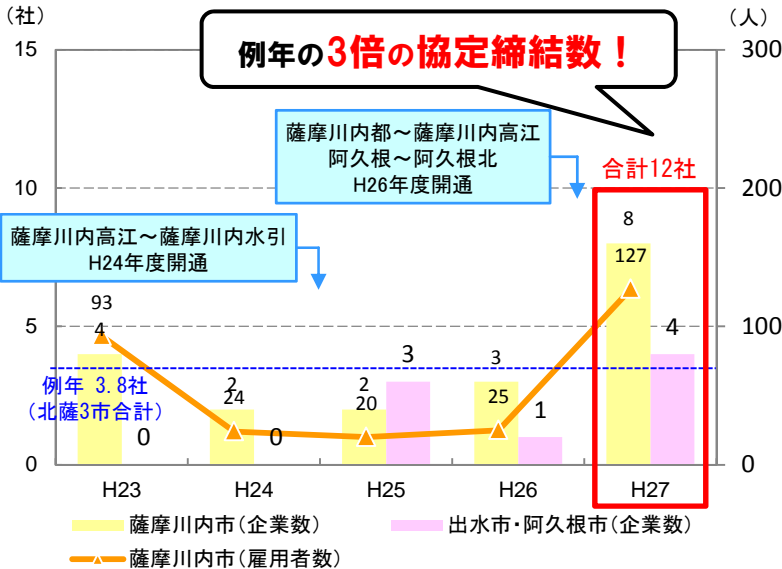 (社)
(人)
例年の3倍の協定締結数！
15
10
5
0
300
200
100
0
薩摩川内都～薩摩川内高江
阿久根～阿久根北
H26年度開通
薩摩川内高江～薩摩川内水引
H24年度開通
合計12社
8
127
4
93
4
0
2
24
0
2
20
3
3
25
1
例年 3.8社
(北薩3市合計)
H23
H24
H25
H26
H27
薩摩川内市(企業数)
出水市・阿久根市(企業数)
薩摩川内市(雇用者数)